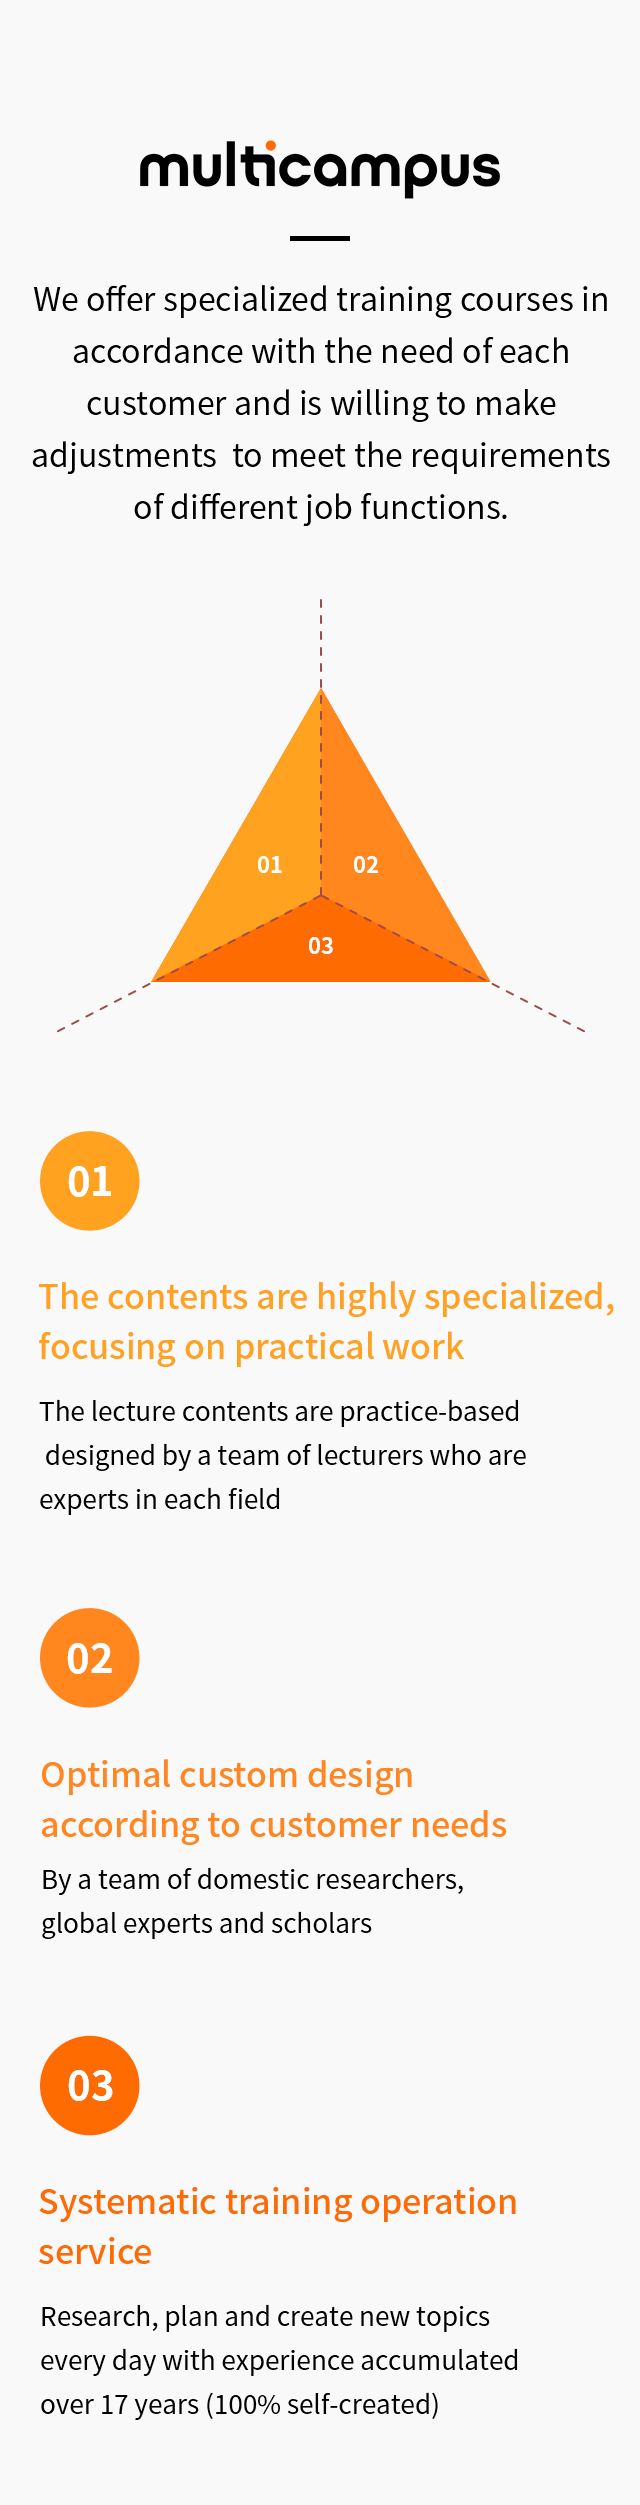 multicampus
We offer specialized training courses in
accordance with the need of each
customer and is willing to make
adjustments  to meet the requirements
of different job functions.
01 02
03
01
The contents are highly specialized,
focusing on practical work
The lecture contents are practice-based
designed by a team of lecturers who are
experts in each field
02
Optimal custom design
according to customer needs
By a team of domestic researchers,
global experts and scholars
03
Systematic training operation
service
Research, plan and create new topics
every day with experience accumulated
over 17 years (100% self-created)